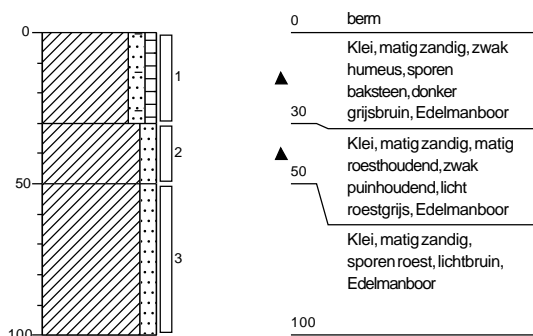 0
50
100
1
2
3
0
berm
Klei, matig zandig, zwak
humeus, sporen
baksteen, donker
grijsbruin, Edelmanboor
30
Klei, matig zandig, matig
roesthoudend, zwak
puinhoudend, licht
roestgrijs, Edelmanboor
50
Klei, matig zandig,
sporen roest, lichtbruin,
Edelmanboor
100